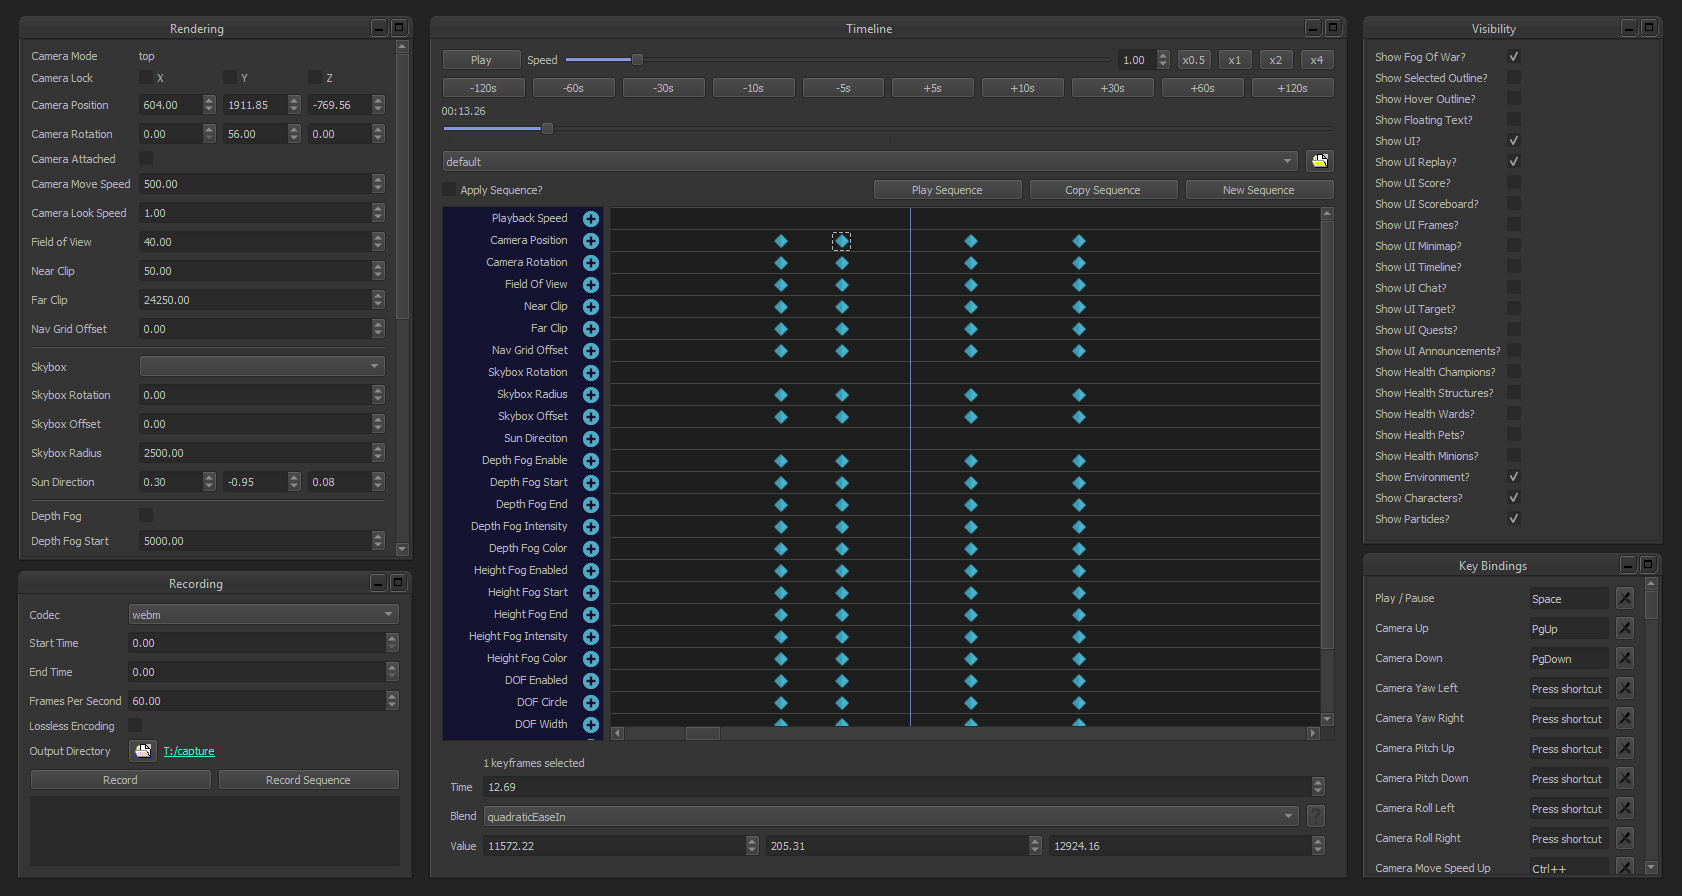 Rendering
Camera Mode top
Camera Lock X Y Z
Camera Position 604.00 1911.85 -769.56
Camera Rotation 0.00 56.00 0.00
Camera Attached
Camera Move Speed 500.00
Camera Look Speed 1.00
Field of View 40.00
Near Clip 50.00
Far Clip 24250.00
Nav Grid Offset 0.00
Skybox
Skybox Rotation 0.00
Skybox Offset 0.00
Skybox Radius 2500.00
Sun Direction 0.30 -0.95 0.08
Depth Fog
Depth Fog Start 5000.00
Recording
Codec webm
Start Time 0.00
End Time 0.00
Frames Per Second 60.00
Lossless Encoding
Output Directory T:/capture
Record Record Sequence
Timeline
Play Speed 1.00 x0.5 x1 x2 x4
-120s -60s -30s -10s -5s +5s +10s +30s +60s +120s
00:13.26
default
Apply Sequence? Play Sequence Copy Sequence New Sequence
Playback Speed
Camera Position
Camera Rotation
Field Of View
Near Clip
Far Clip
Nav Grid Offset
Skybox Rotation
Skybox Radius
Skybox Offset
Sun Direciton
Depth Fog Enable
Depth Fog Start
Depth Fog End
Depth Fog Intensity
Depth Fog Color
Height Fog Enabled
Height Fog Start
Height Fog End
Height Fog Intensity
Height Fog Color
DOF Enabled
DOF Circle
DOF Width
1 keyframes selected
Time 12.69
Blend quadraticEaseIn ?
Value 11572.22 205.31 12924.16
Visibility
Show Fog Of War?
Show Selected Outline?
Show Hover Outline?
Show Floating Text?
Show UI?
Show UI Replay?
Show UI Score?
Show UI Scoreboard?
Show UI Frames?
Show UI Minimap?
Show UI Timeline?
Show UI Chat?
Show UI Target?
Show UI Quests?
Show UI Announcements?
Show Health Champions?
Show Health Structures?
Show Health Wards?
Show Health Pets?
Show Health Minions?
Show Environment?
Show Characters?
Show Particles?
Key Bindings
Play / Pause Space
Camera Up PgUp
Camera Down PgDown
Camera Yaw Left Press shortcut
Camera Yaw Right Press shortcut
Camera Pitch Up Press shortcut
Camera Pitch Down Press shortcut
Camera Roll Left Press shortcut
Camera Roll Right Press shortcut
Camera Move Speed Up Ctrl++